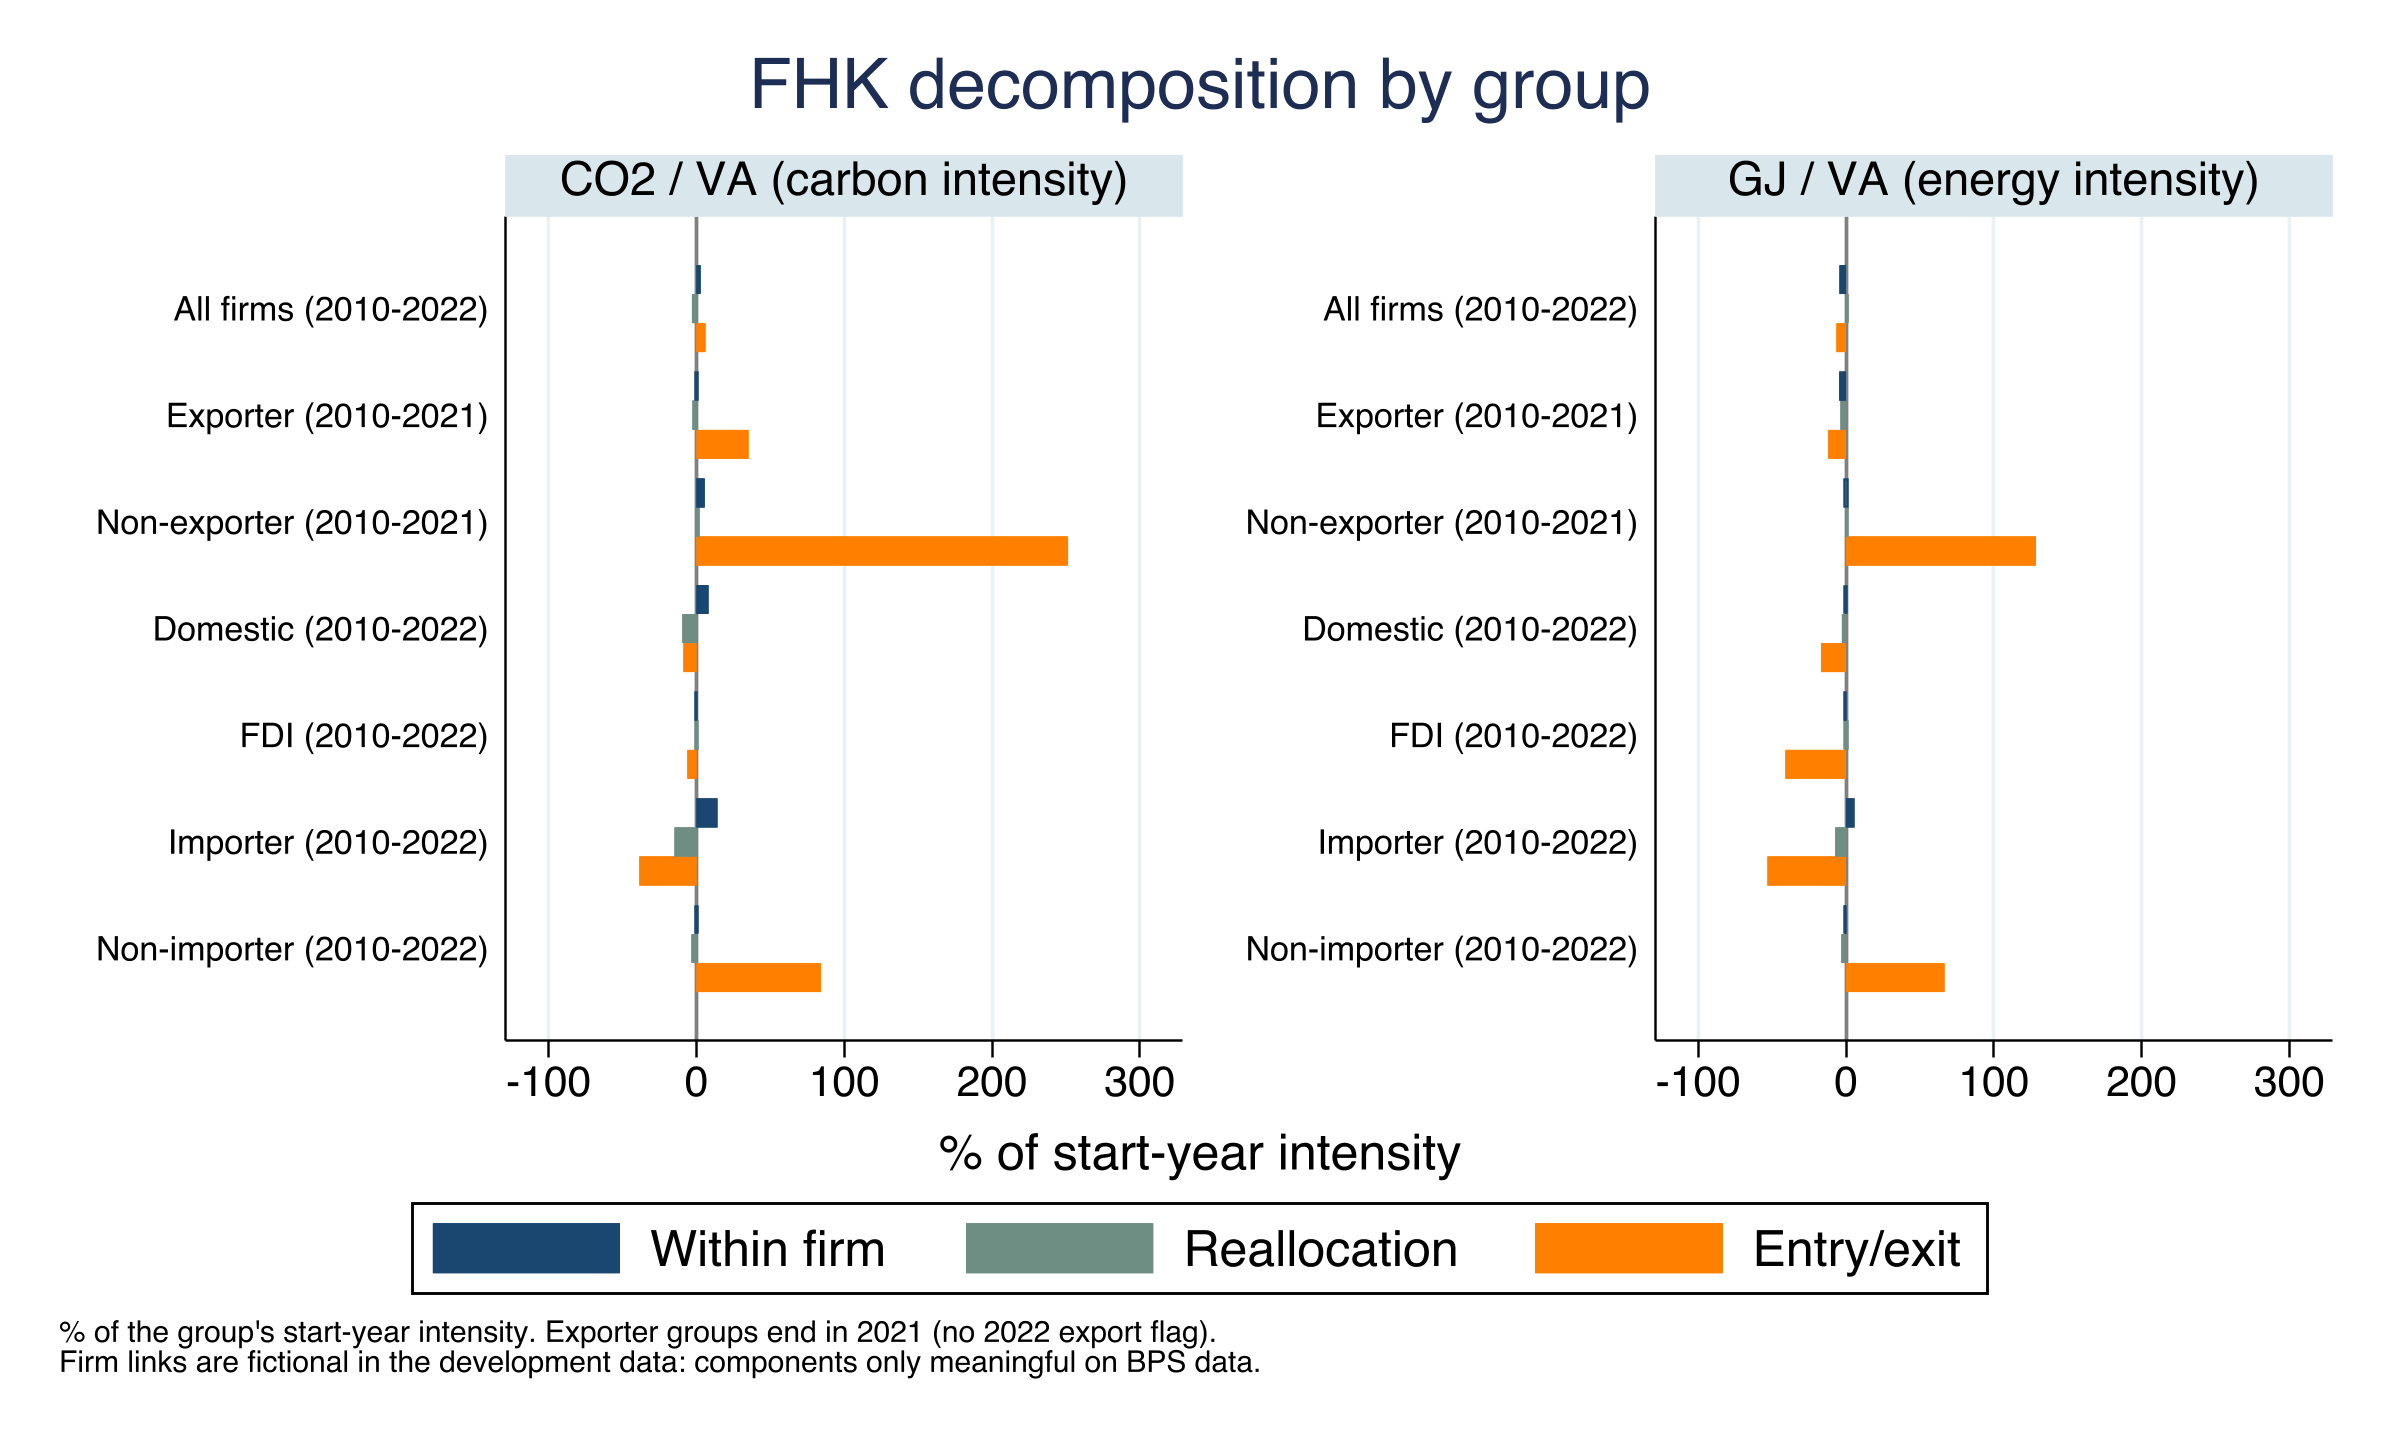 FHK decomposition by group
CO2 / VA (carbon intensity)
All firms (2010-2022)
Exporter (2010-2021)
Non-exporter (2010-2021)
Domestic (2010-2022)
FDI (2010-2022)
Importer (2010-2022)
Non-importer (2010-2022)
-100 0 100 200 300
GJ / VA (energy intensity)
All firms (2010-2022)
Exporter (2010-2021)
Non-exporter (2010-2021)
Domestic (2010-2022)
FDI (2010-2022)
Importer (2010-2022)
Non-importer (2010-2022)
-100 0 100 200 300
% of start-year intensity
Within firm Reallocation Entry/exit
% of the group's start-year intensity. Exporter groups end in 2021 (no 2022 export flag).
Firm links are fictional in the development data: components only meaningful on BPS data.